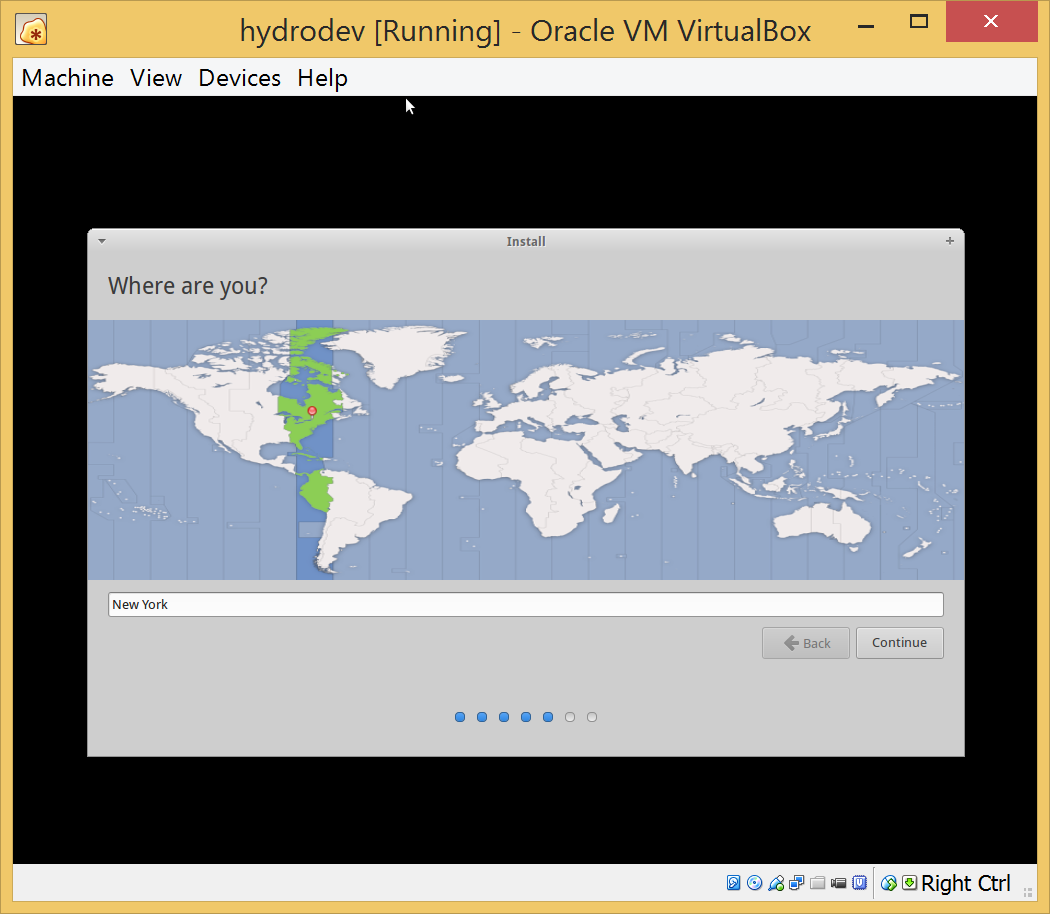 hydrodev [Running] - Oracle VM VirtualBox
Machine View Devices Help
Install
Where are you?
New York
Back Continue
Right Ctrl